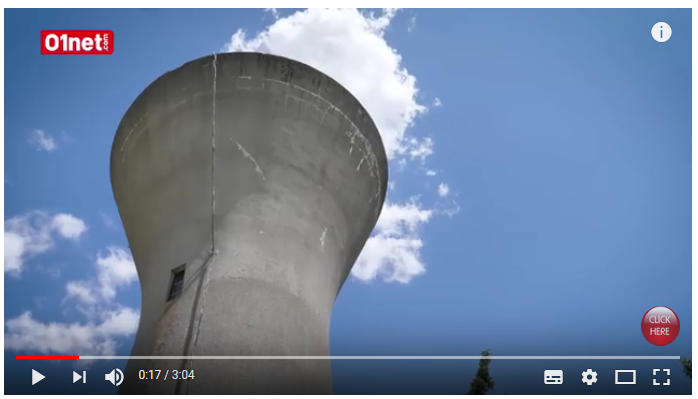 01net.com
i
CLICK
HERE
0:17 / 3:04